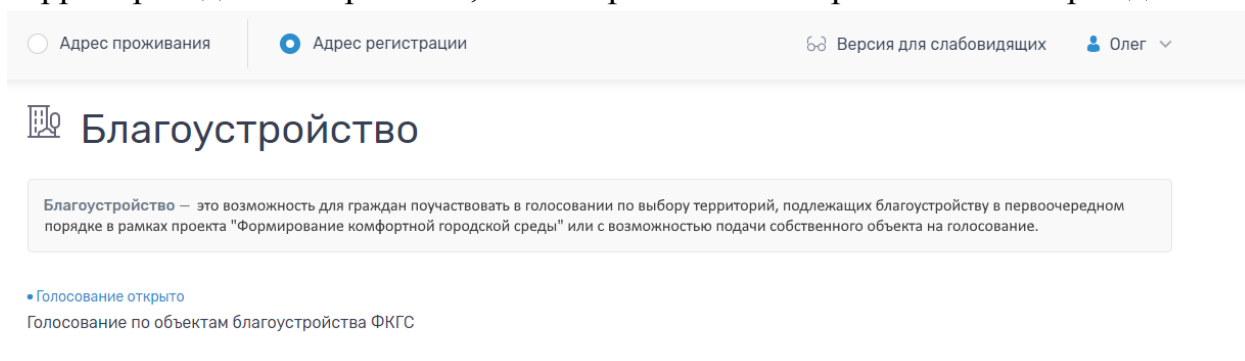 Адрес проживания Адрес регистрации Версия для слабовидящих Олег
Благоустройство
Благоустройство — это возможность для граждан поучаствовать в голосовании по выбору территорий, подлежащих благоустройству в первоочередном
порядке в рамках проекта "Формирование комфортной городской среды" или с возможностью подачи собственного объекта на голосование.
• Голосование открыто
Голосование по объектам благоустройства ФКГС